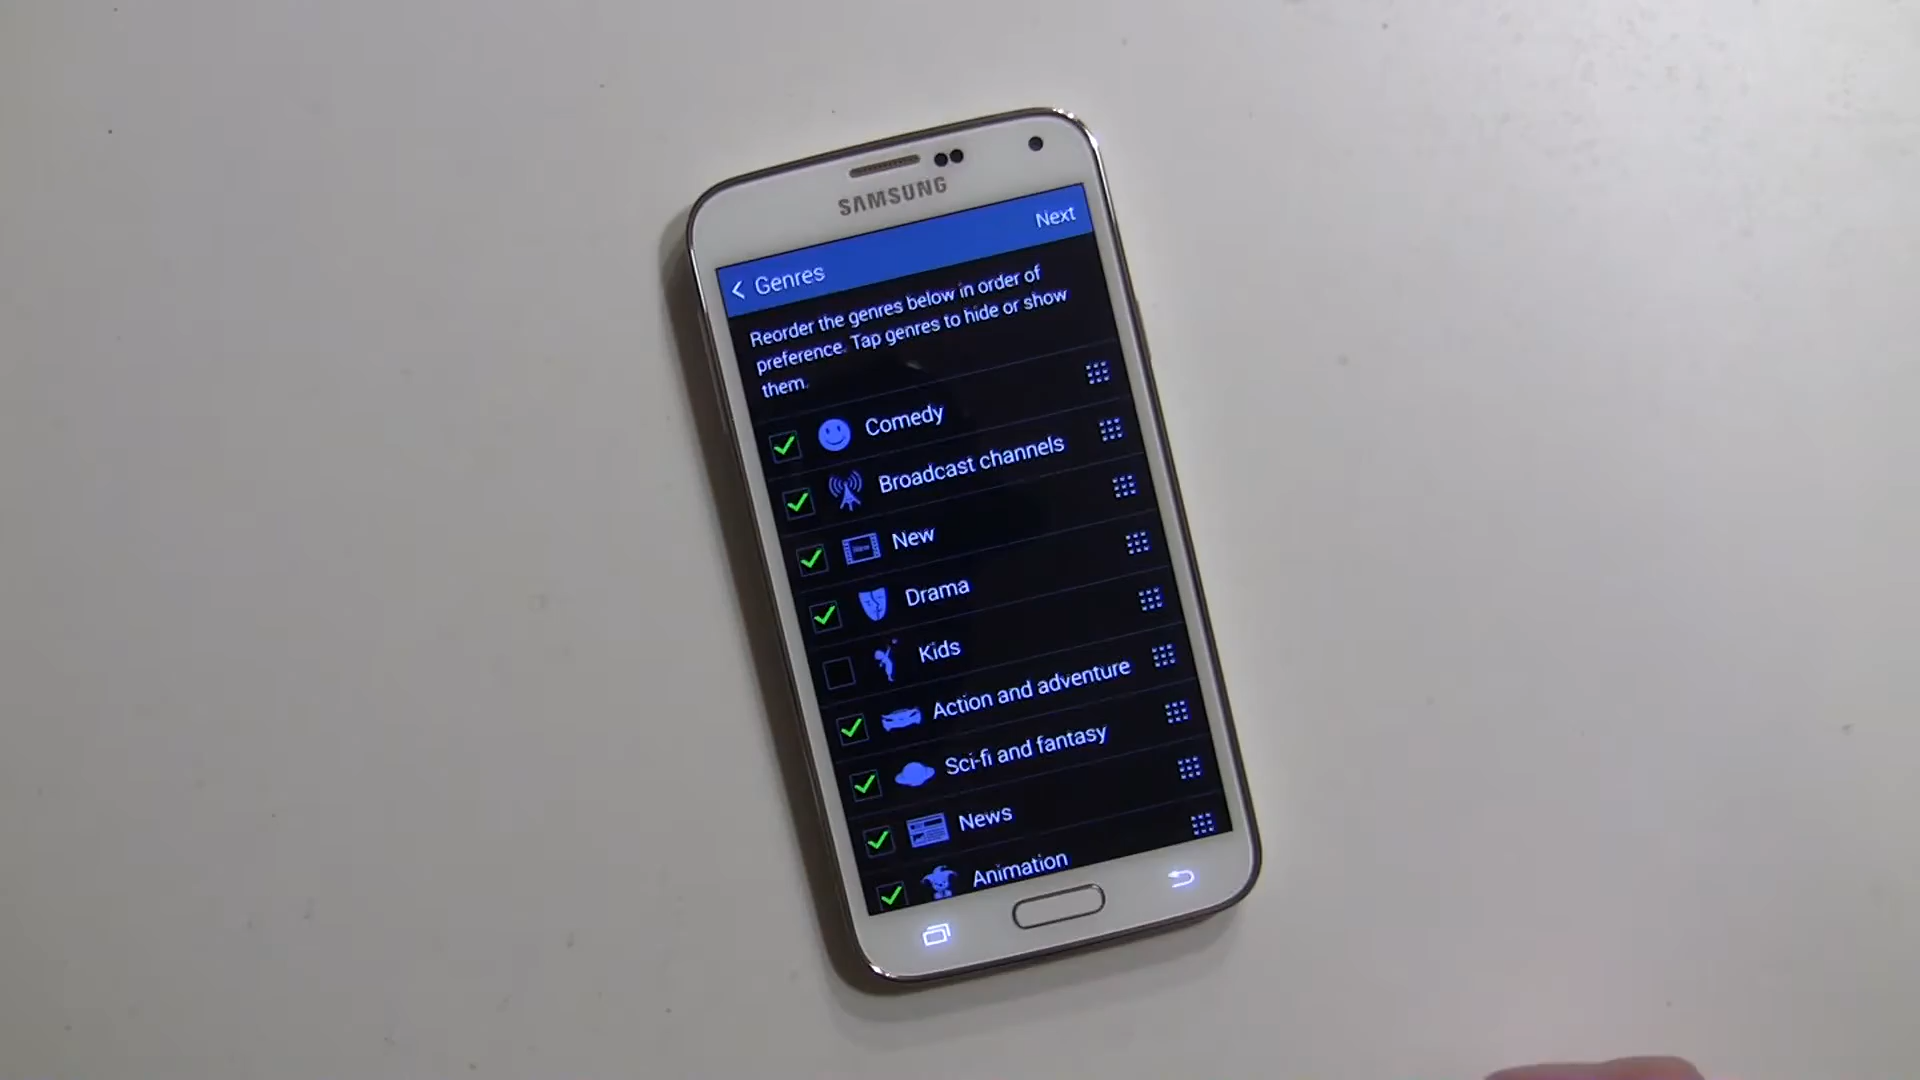 SAMSUNG
Next
Genres
Reorder the genres below in order of
preference. Tap genres to hide or show
them.
Comedy
Broadcast channels
New
Drama
Kids
Action and adventure
Sci-fi and fantasy
News
Animation